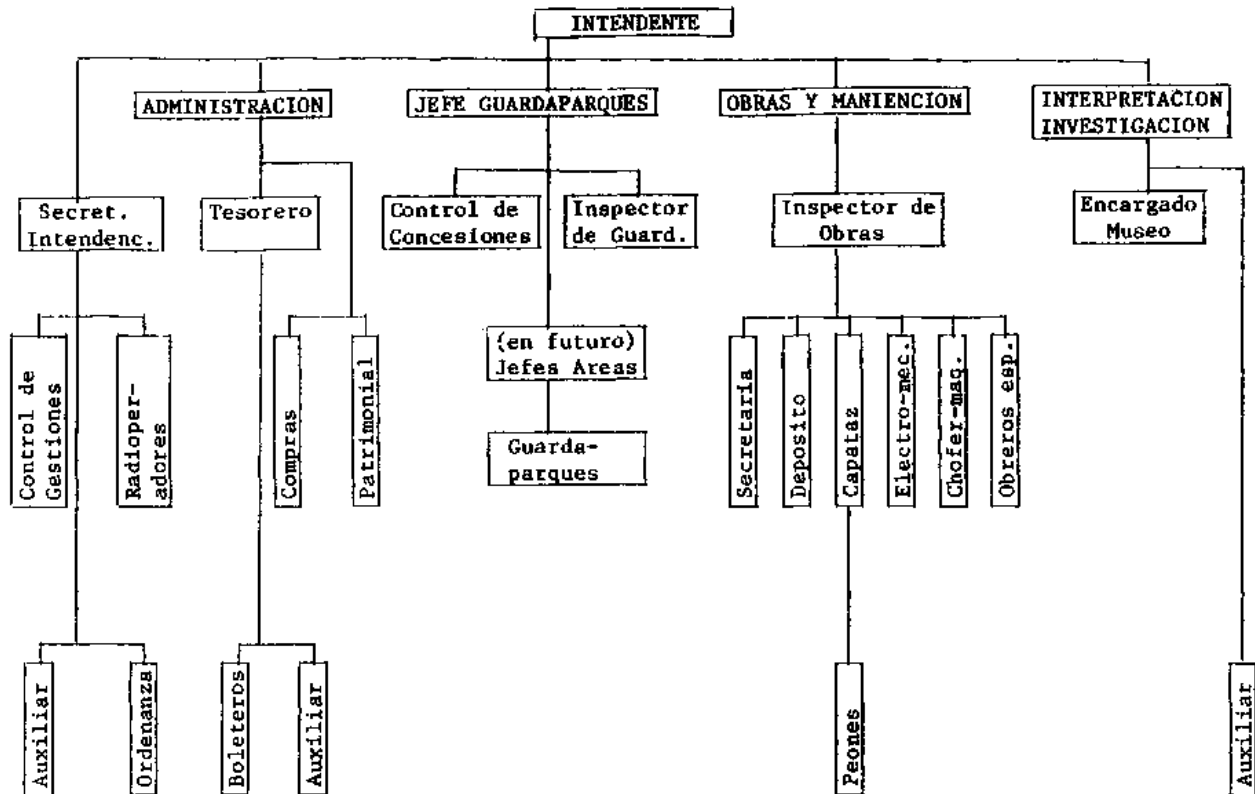 INTENDENTE
ADMINISTRACION
JEFE GUARDAPARQUES
OBRAS Y MANIENCION
INTERPRETACION
INVESTIGACION
Secret.
Intendenc.
Tesorero
Control de
Concesiones
Inspector
de Guard.
Inspector de
Obras
Encargado
Museo
Control de
Gestiones
Radioper-
adores
Compras
Patrimonial
(en futuro)
Jefes Areas
Guarda-
parques
Secretaria
Deposito
Capataz
Electro-mec.
Chofer-maq.
Obreros esp.
Auxiliar
Ordenanza
Boleteros
Auxiliar
Peones
Auxiliar